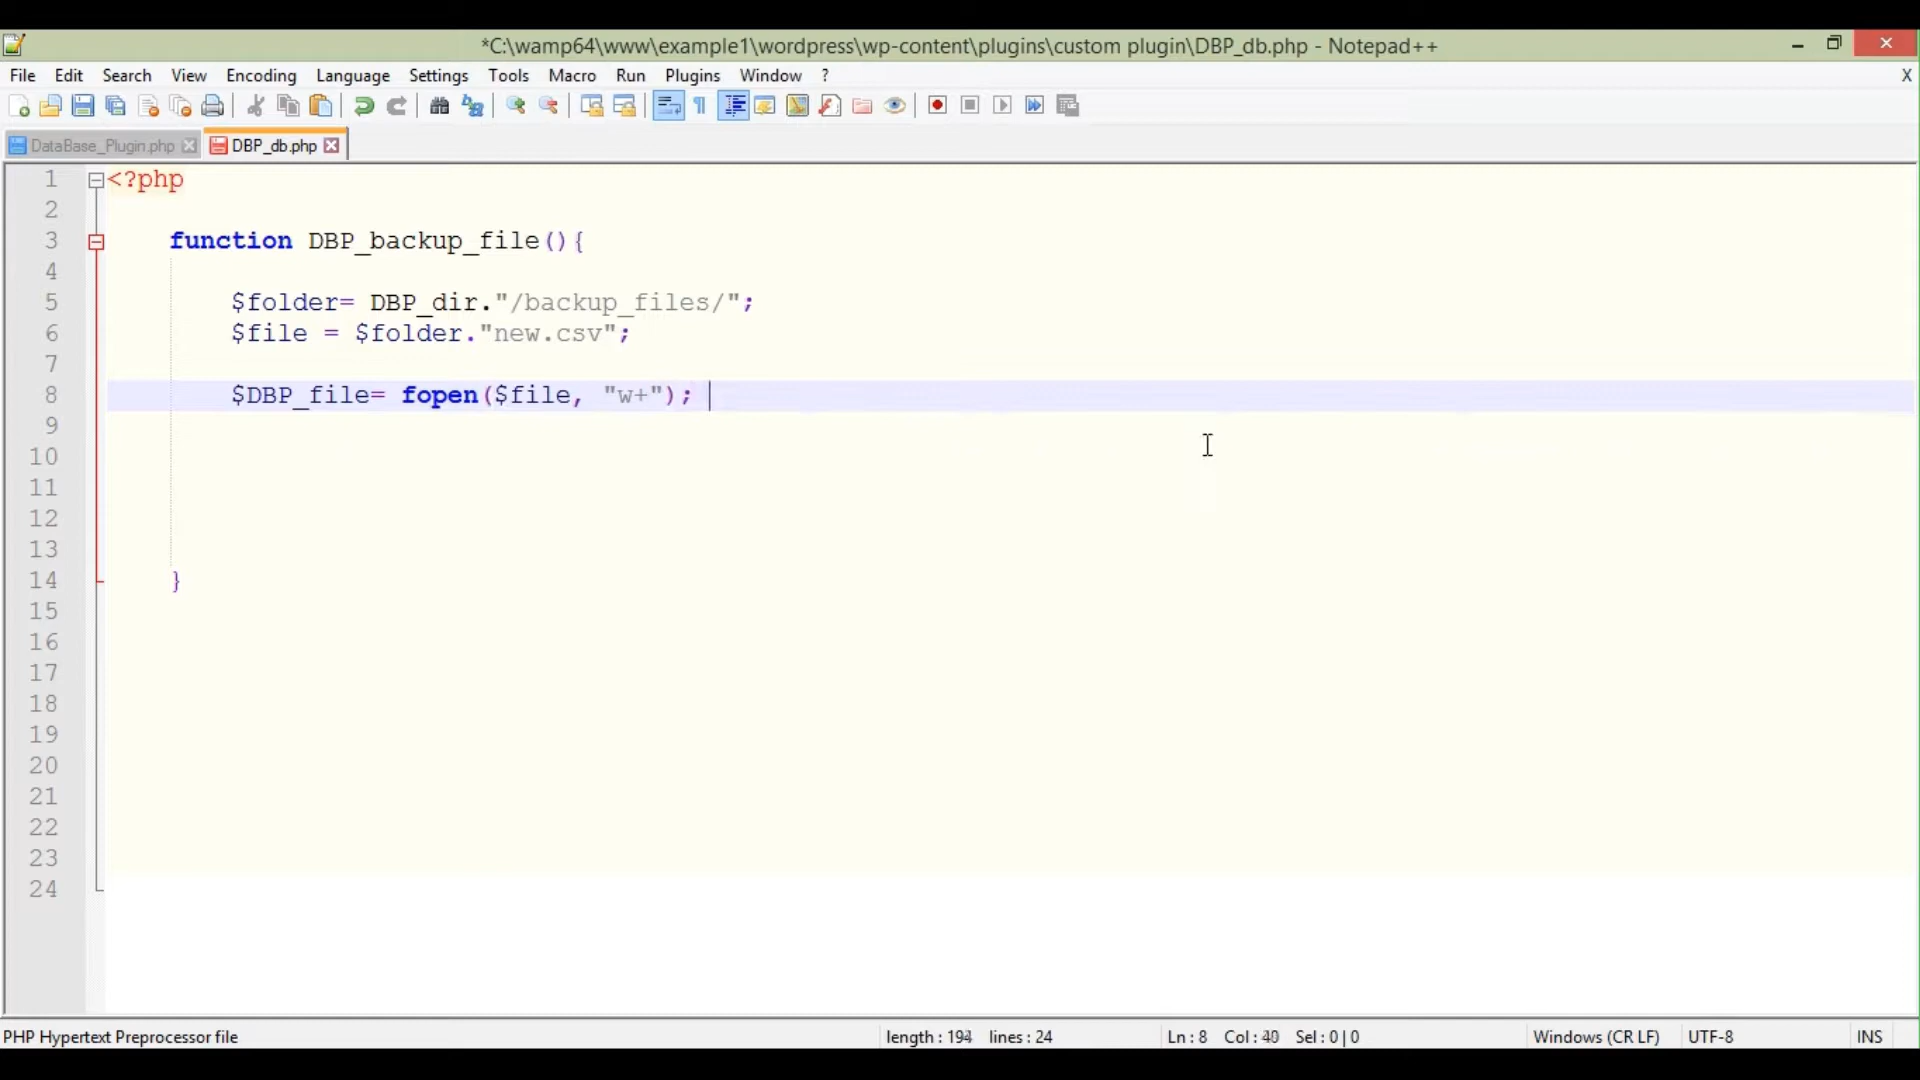 *C:\wamp64\www\example1\wordpress\wp-content\plugins\custom plugin\DBP_db.php - Notepad++
File Edit Search View Encoding Language Settings Tools Macro Run Plugins Window ? X
DataBase_Plugin.php DBP_db.php
1 <?php
2
3 function DBP_backup_file(){
4
5 $folder= DBP_dir."/backup_files/";
6 $file = $folder."new.csv";
7
8 $DBP_file= fopen($file, "w+");
9
10
11
12
13
14 }
15
16
17
18
19
20
21
22
23
24
PHP Hypertext Preprocessor file length : 194 lines : 24 Ln : 8 Col : 40 Sel : 0 | 0 Windows (CR LF) UTF-8 INS